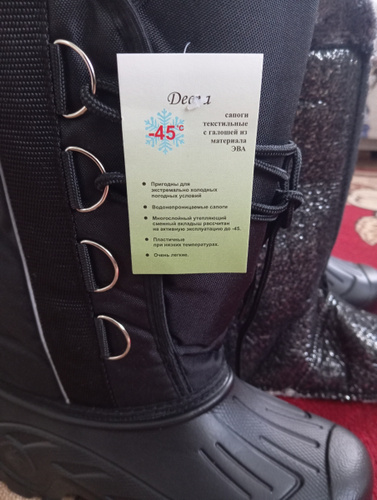 -45°C
сапоги
текстильные
с галошей из
материала
ЭВА
• Пригодны для
экстремально холодных
погодных условий
• Водонепроницаемые сапоги
• Многослойный утепляющий
съемный вкладыш рассчитан
на активную эксплуатацию до -45.
• Пластичные
при низких температурах.
• Очень легкие.